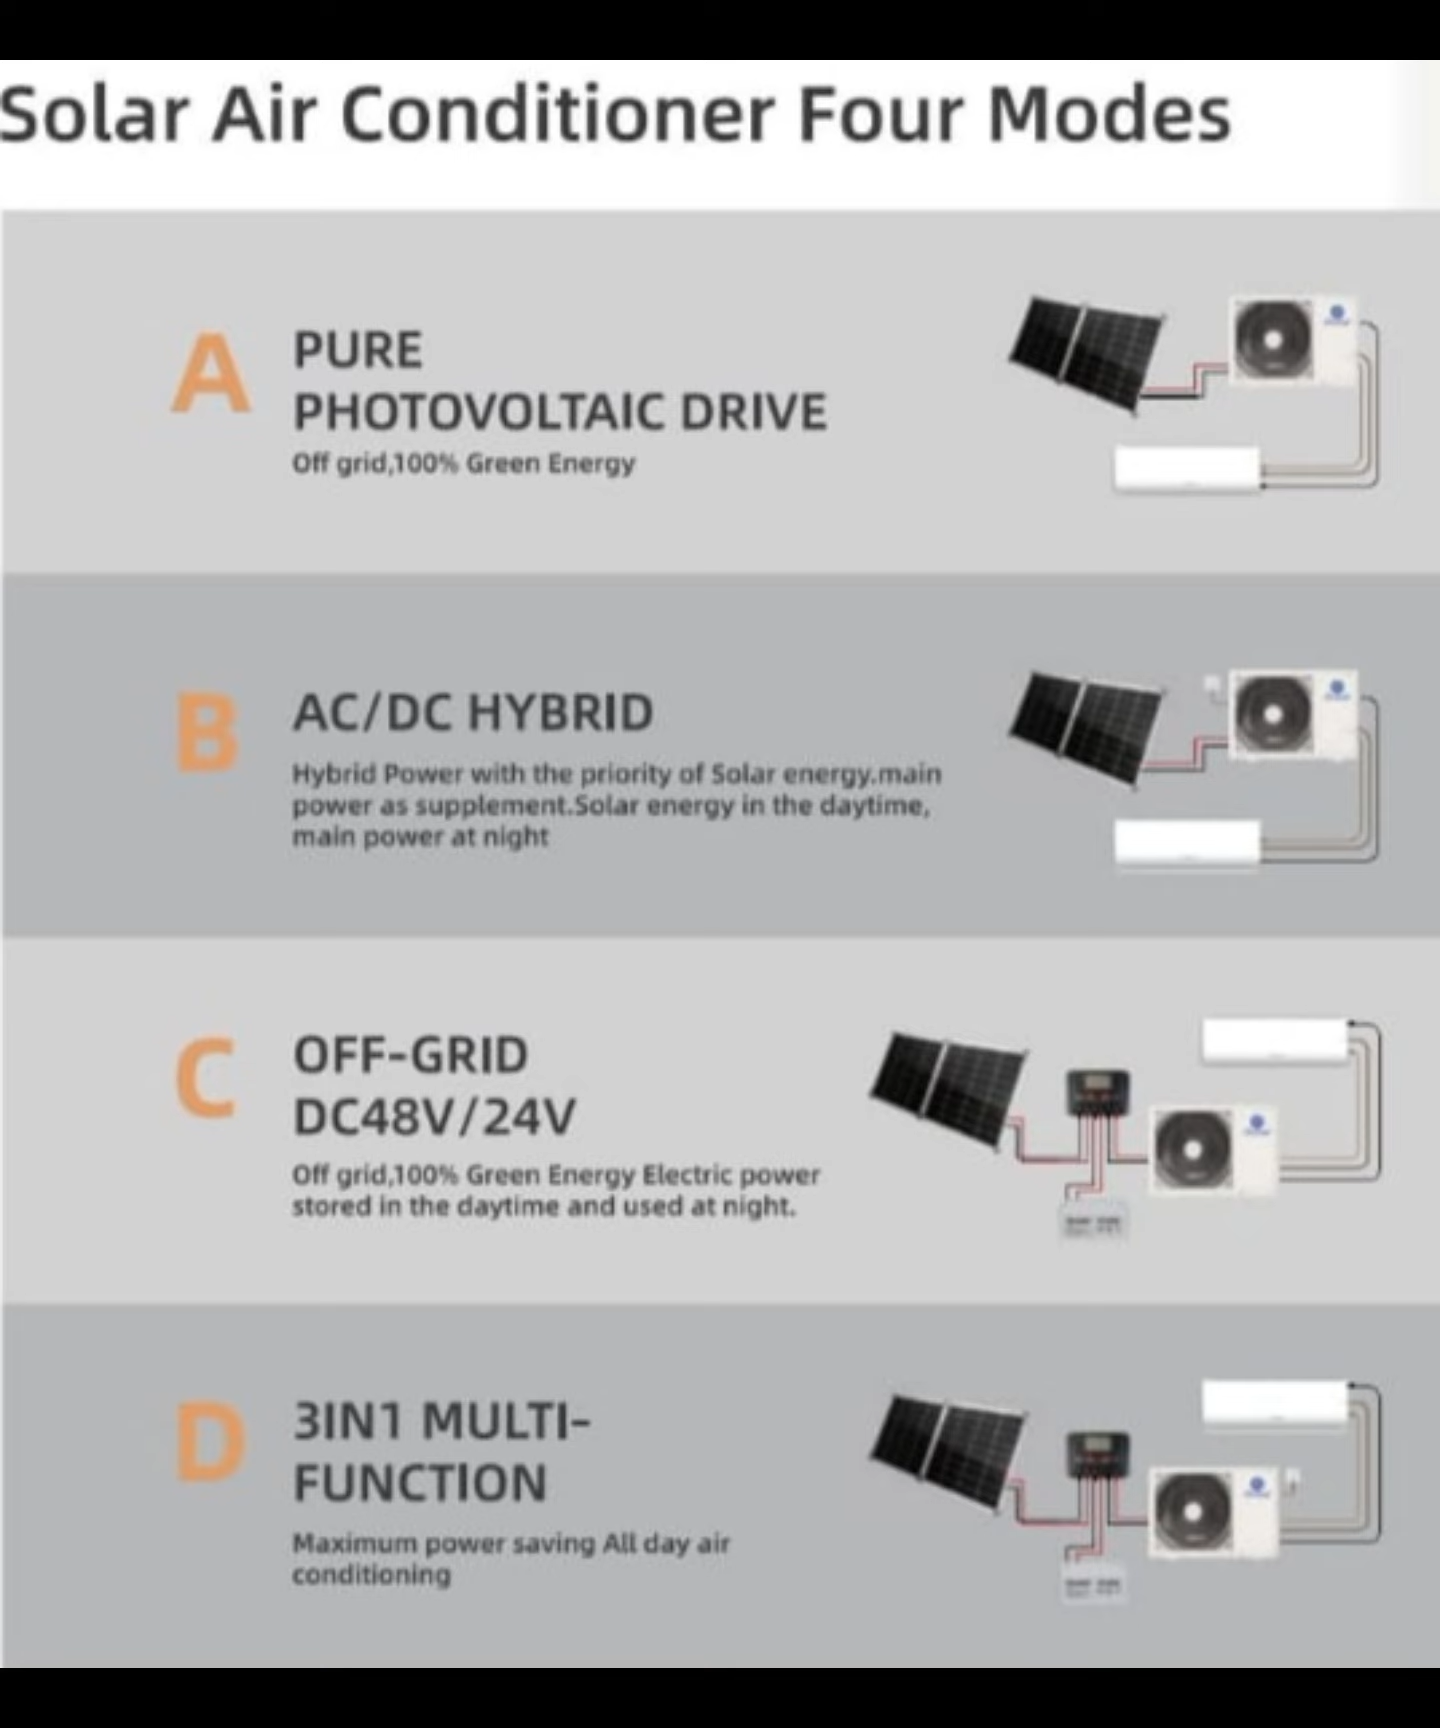 Solar Air Conditioner Four Modes
A
PURE
PHOTOVOLTAIC DRIVE
Off grid,100% Green Energy
B
AC/DC HYBRID
Hybrid Power with the priority of Solar energy.main
power as supplement.Solar energy in the daytime,
main power at night
C
OFF-GRID
DC48V/24V
Off grid,100% Green Energy Electric power
stored in the daytime and used at night.
D
3IN1 MULTI-
FUNCTION
Maximum power saving All day air
conditioning